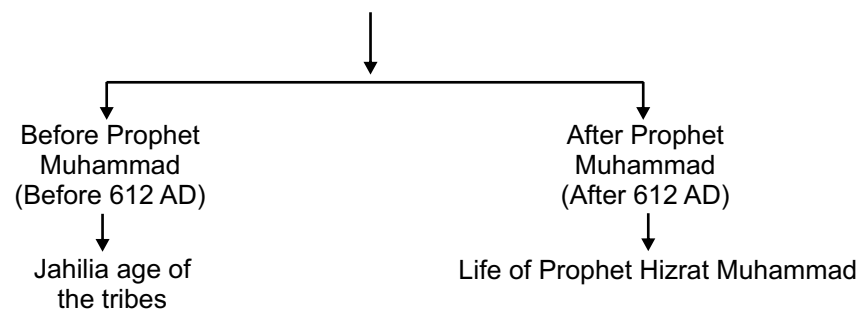 Before Prophet
Muhammad
(Before 612 AD)
Jahilia age of
the tribes
After Prophet
Muhammad
(After 612 AD)
Life of Prophet Hizrat Muhammad